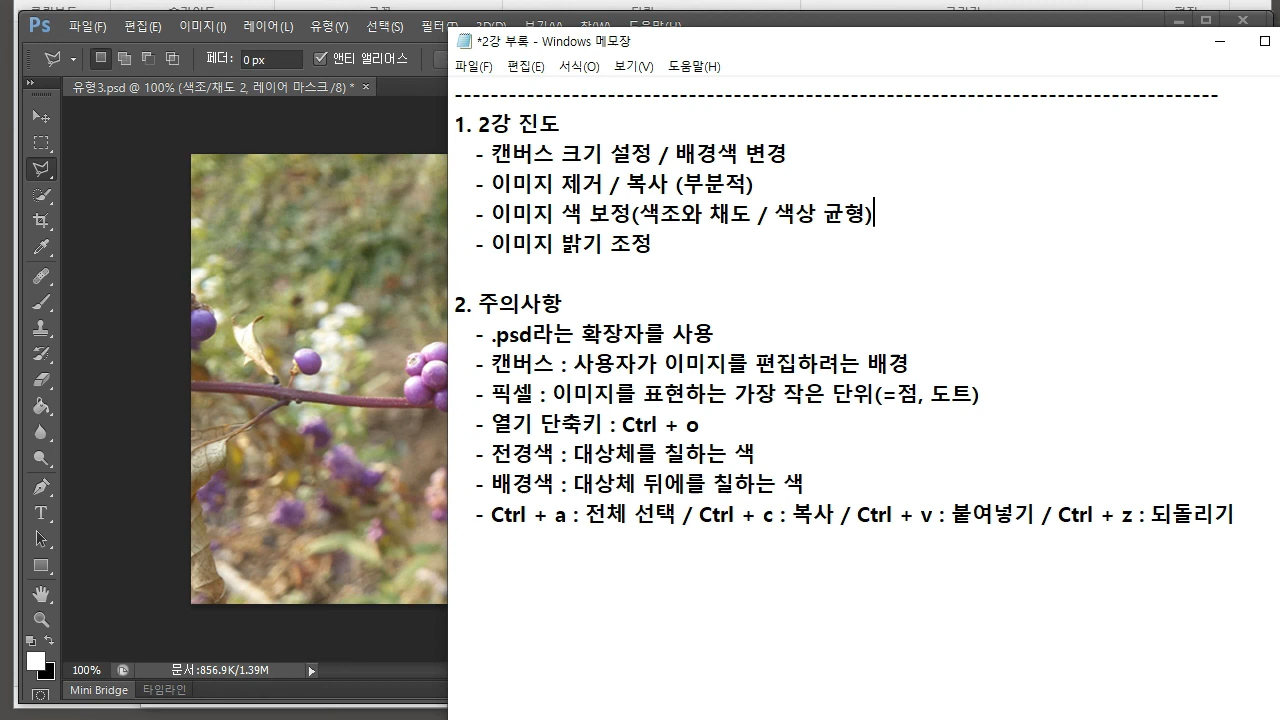 Ps 파일(F) 편집(E) 이미지(I) 레이어(L) 유형(Y) 선택(S)
페더: 0 px 앤티 앨리어스
유형3.psd @ 100% (색조/채도 2, 레이어 마스크/8) * ×
*2강 부록 - Windows 메모장
파일(F) 편집(E) 서식(O) 보기(V) 도움말(H)
1. 2강 진도
- 캔버스 크기 설정 / 배경색 변경
- 이미지 제거 / 복사 (부분적)
- 이미지 색 보정(색조와 채도 / 색상 균형)
- 이미지 밝기 조정
2. 주의사항
- .psd라는 확장자를 사용
- 캔버스 : 사용자가 이미지를 편집하려는 배경
- 픽셀 : 이미지를 표현하는 가장 작은 단위(=점, 도트)
- 열기 단축키 : Ctrl + o
- 전경색 : 대상체를 칠하는 색
- 배경색 : 대상체 뒤에를 칠하는 색
- Ctrl + a : 전체 선택 / Ctrl + c : 복사 / Ctrl + v : 붙여넣기 / Ctrl + z : 되돌리기
100% 문서:856.9K/1.39M
Mini Bridge 타임라인